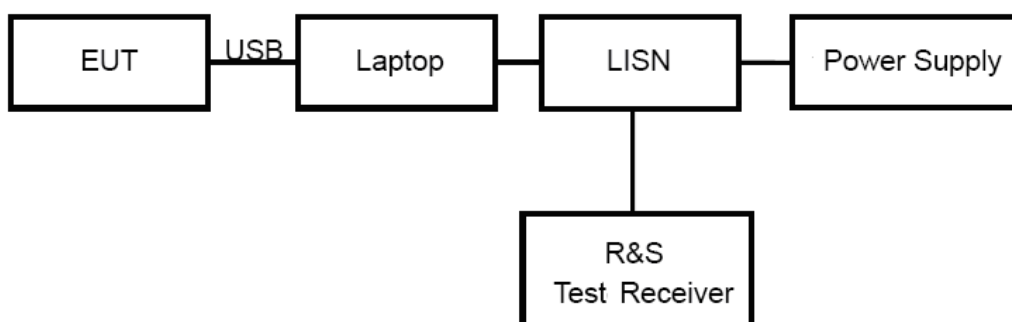 EUT
USB
Laptop
LISN
Power Supply
R&S
Test Receiver